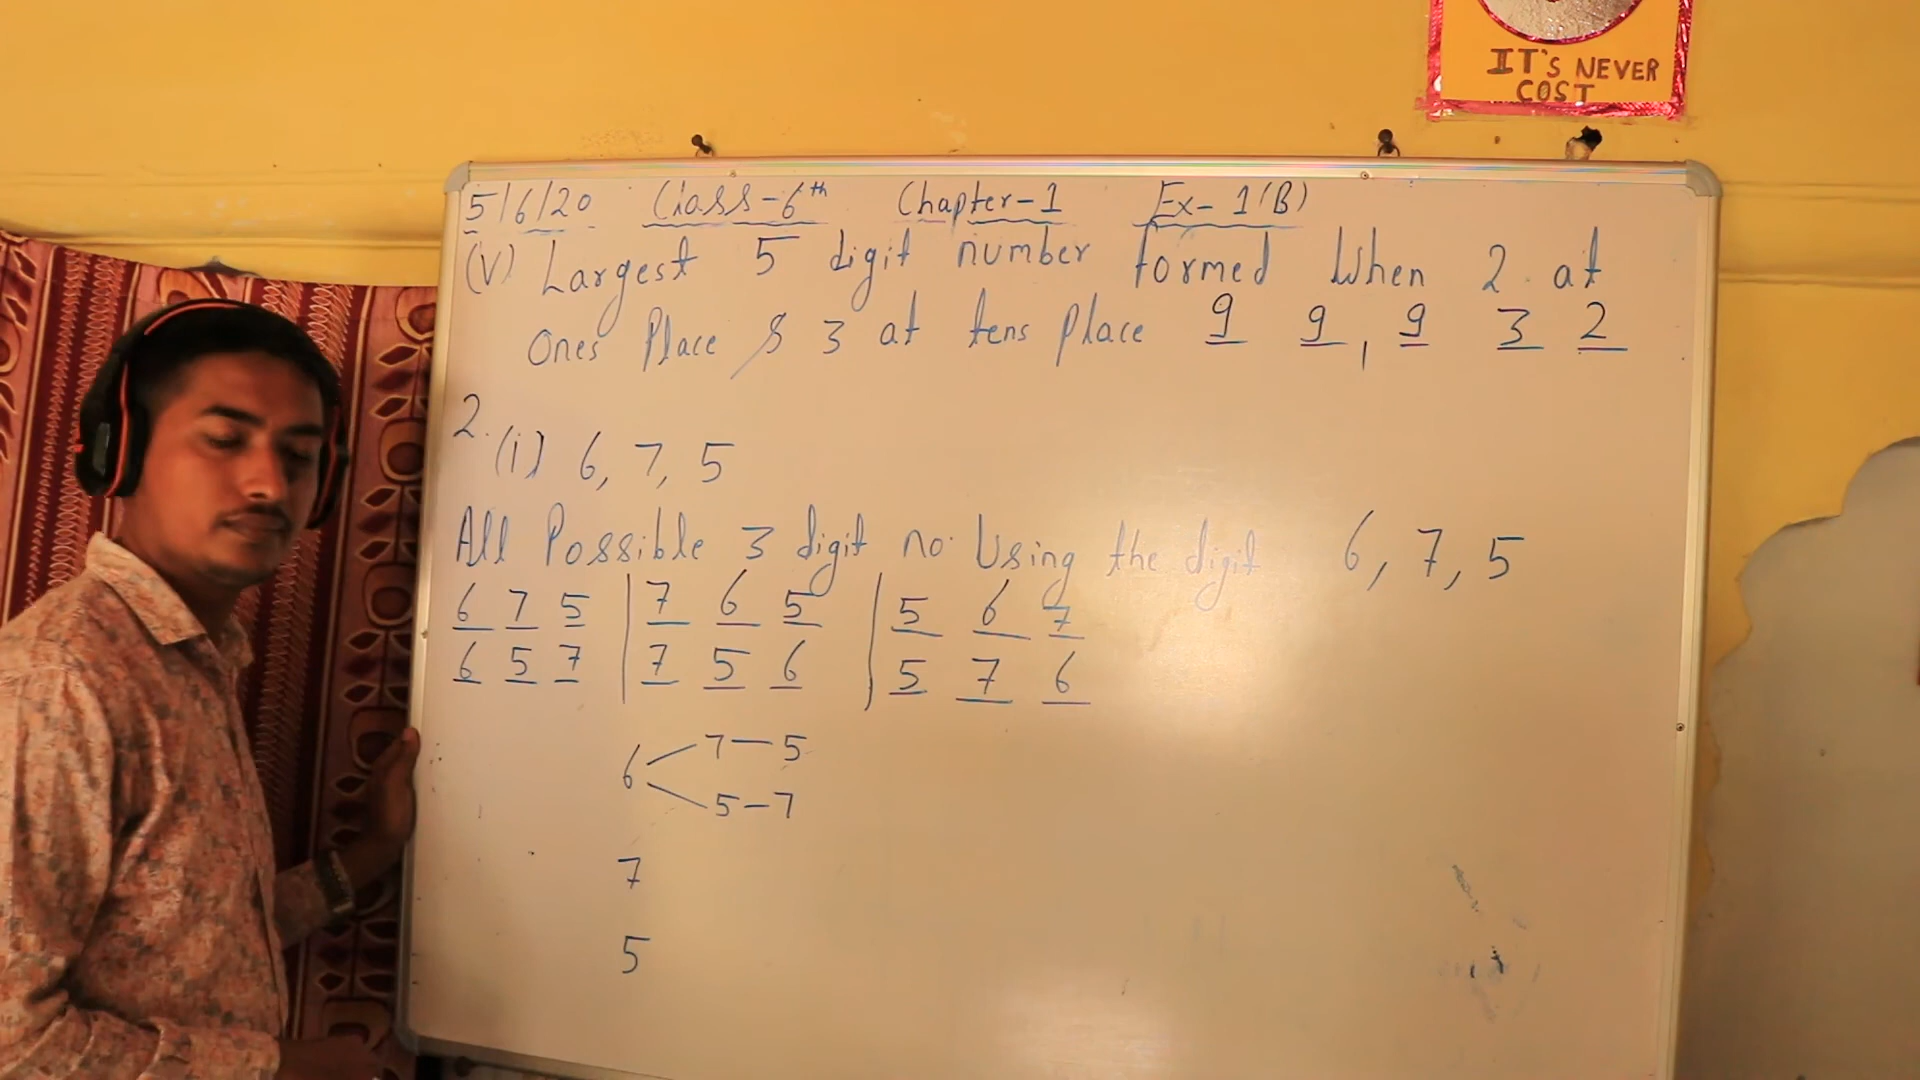 IT'S NEVER
COST
5/6/20 Class-6th Chapter-1 Ex-1(B)
(V) Largest 5 digit number formed When 2 at
Ones Place & 3 at tens place 9 9, 9 3 2
2.
(i) 6, 7, 5
All Possible 3 digit no. Using the digit 6, 7, 5
6 7 5 | 7 6 5 | 5 6 7
6 5 7 | 7 5 6 | 5 7 6
7-5
6
5-7
7
5